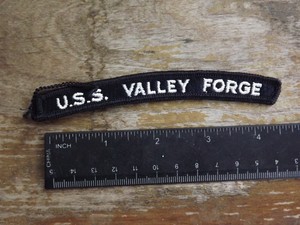 U.S.S. VALLEY FORGE
INCH 1 2 3 4